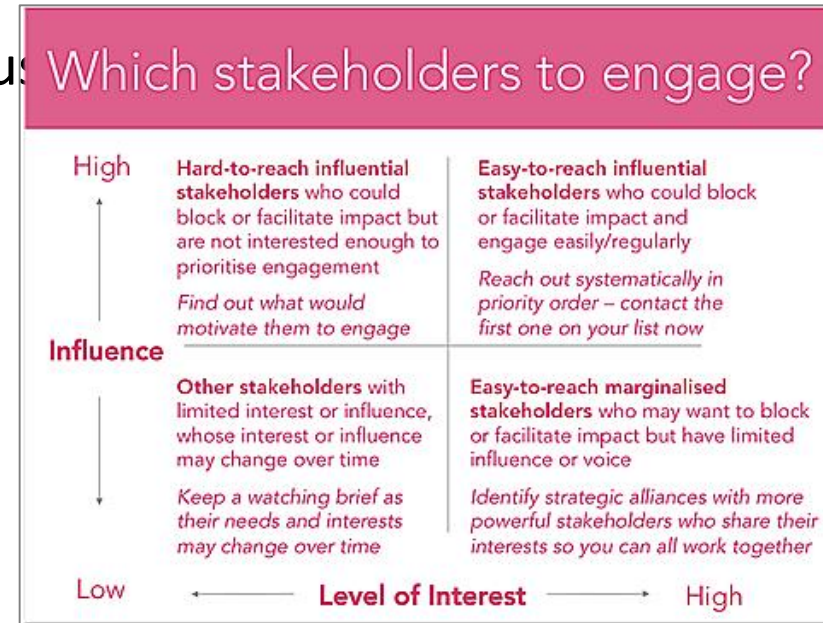 us
Which stakeholders to engage?
High
Hard-to-reach influential
stakeholders who could
block or facilitate impact but
are not interested enough to
prioritise engagement
Find out what would
motivate them to engage
Easy-to-reach influential
stakeholders who could block
or facilitate impact and
engage easily/regularly
Reach out systematically in
priority order – contact the
first one on your list now
Influence
Other stakeholders with
limited interest or influence,
whose interest or influence
may change over time
Keep a watching brief as
their needs and interests
may change over time
Easy-to-reach marginalised
stakeholders who may want to block
or facilitate impact but have limited
influence or voice
Identify strategic alliances with more
powerful stakeholders who share their
interests so you can all work together
Low
Level of Interest
High